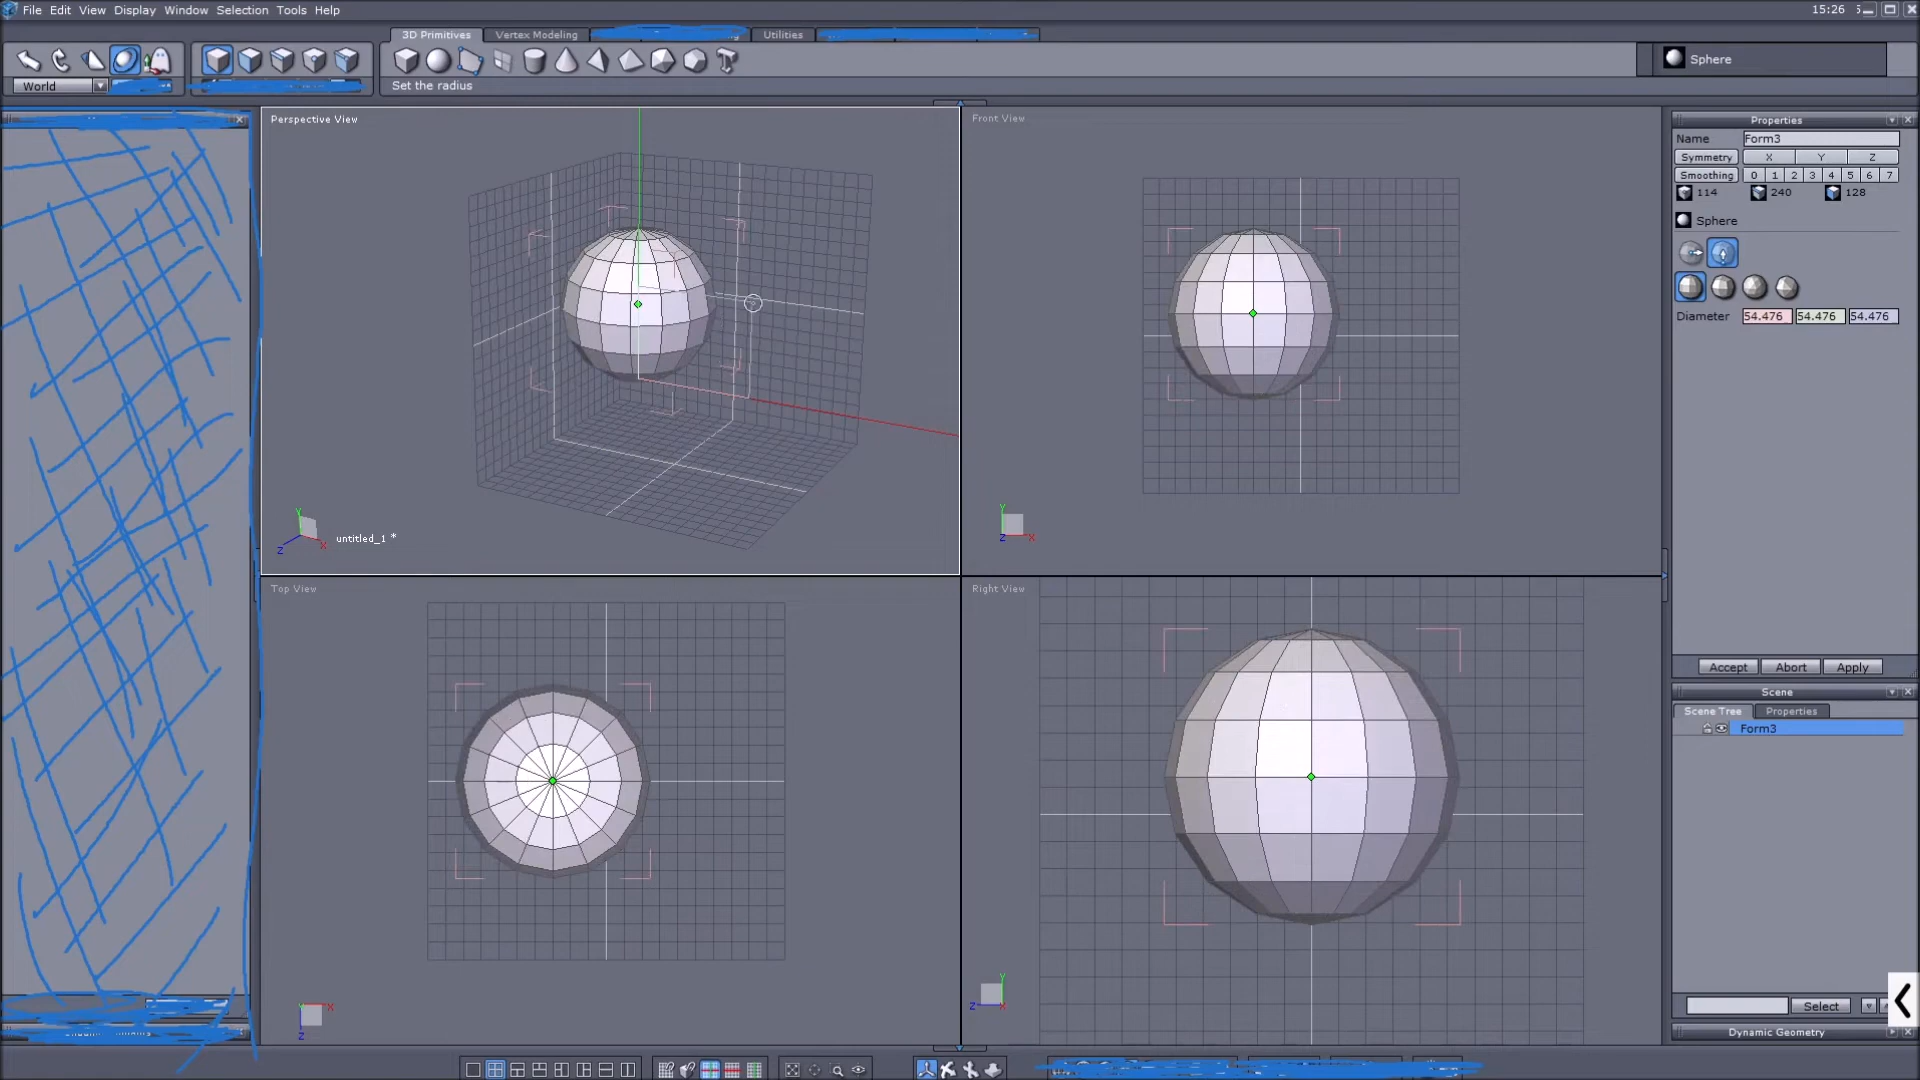 File Edit View Display Window Selection Tools Help
15:26
3D Primitives Vertex Modeling Utilities
World
Set the radius
Sphere
Perspective View
Front View
Properties
Name Form3
Symmetry X Y Z
Smoothing 0 1 2 3 4 5 6 7
114 240 128
Sphere
Diameter 54.476 54.476 54.476
Y
Z X
untitled_1 *
Y
Z X
Top View
Right View
Accept Abort Apply
Scene
Scene Tree Properties
Form3
Y X
Z
Y
Z X
Select
Dynamic Geometry